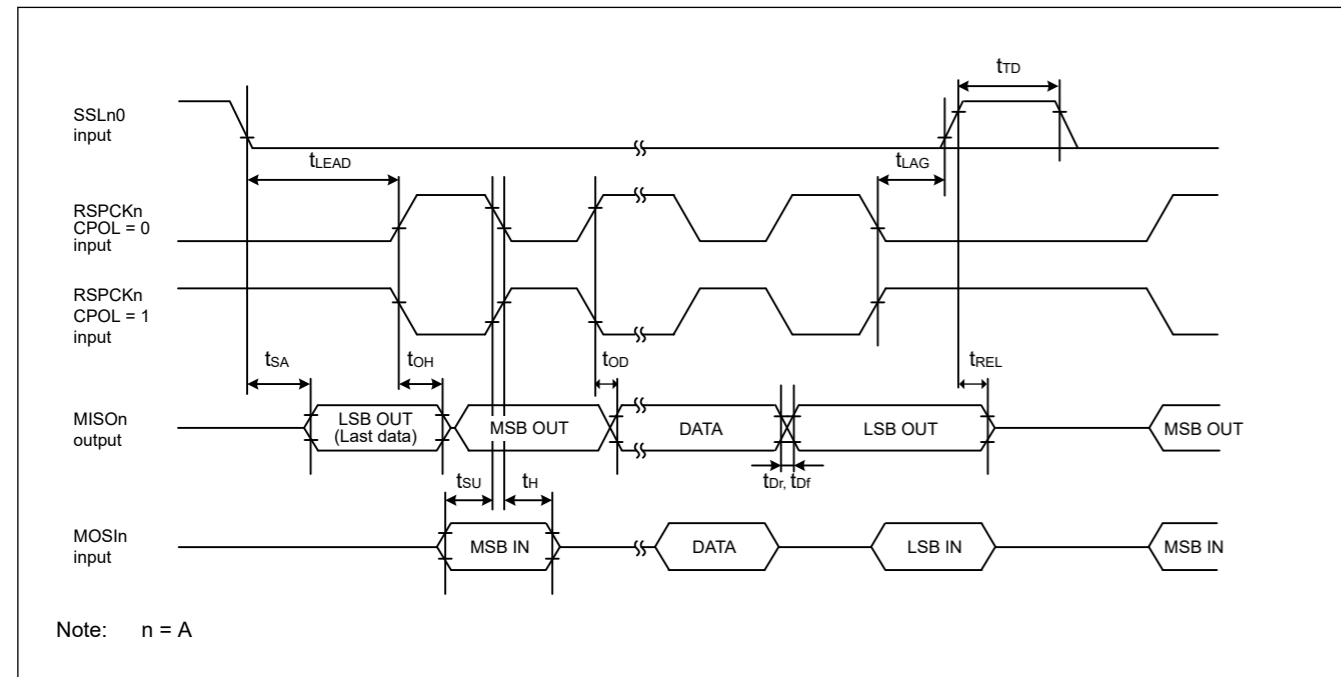 tTD
SSLn0
input
tLEAD
tLAG
RSPCKn
CPOL = 0
input
RSPCKn
CPOL = 1
input
tSA
tOH
tOD
tREL
MISOn
output
LSB OUT
(Last data)
MSB OUT
DATA
LSB OUT
MSB OUT
tSU
tH
tDr, tDf
MOSIn
input
MSB IN
DATA
LSB IN
MSB IN
Note: n = A